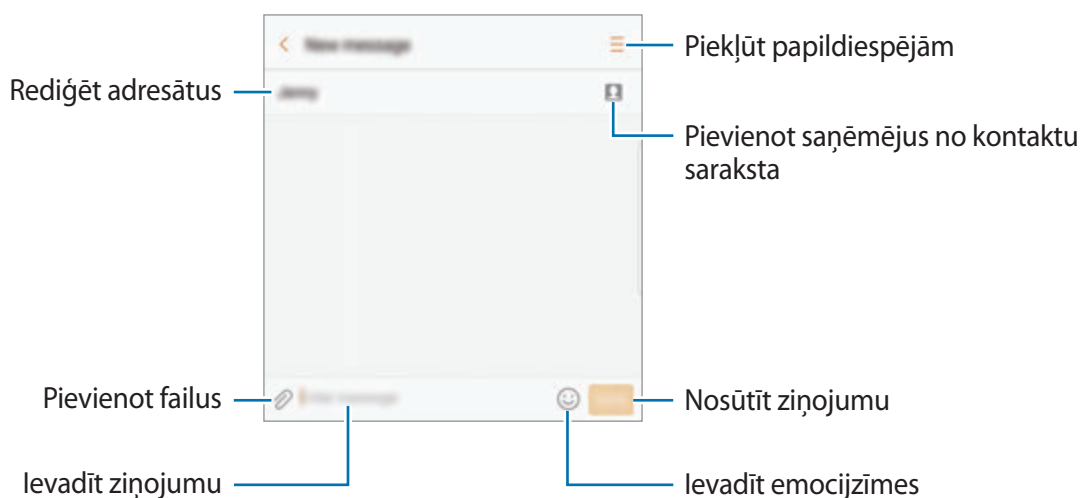 New message
Piekļūt papildiespējām
Rediģēt adresātus
Jenny
Pievienot saņēmējus no kontaktu
saraksta
Pievienot failus
Nosūtīt ziņojumu
Ievadīt ziņojumu
Ievadīt emocijzīmes